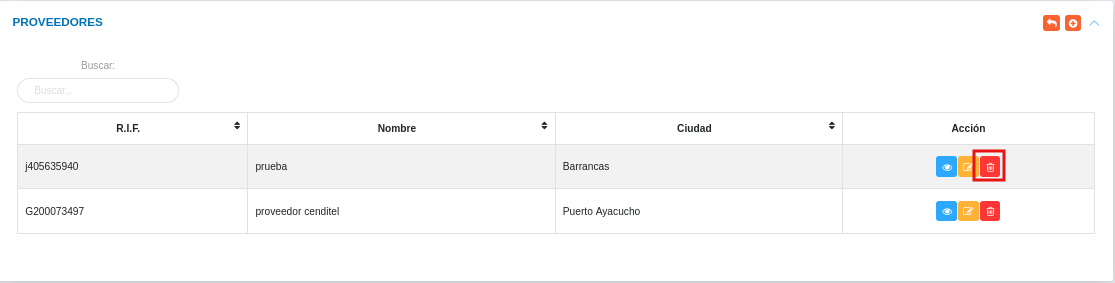 PROVEEDORES
Buscar:
Buscar...
R.I.F. Nombre Ciudad Acción
j405635940 prueba Barrancas
G200073497 proveedor cenditel Puerto Ayacucho